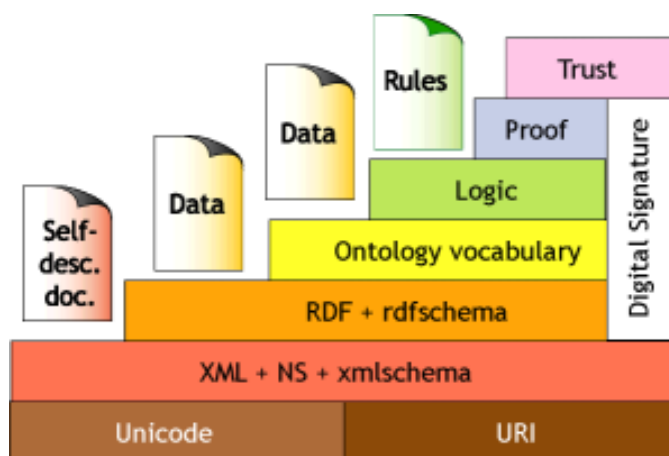 Rules
Trust
Data
Proof
Data
Logic
Self-
desc.
doc.
Ontology vocabulary
Digital Signature
RDF + rdfschema
XML + NS + xmlschema
Unicode
URI